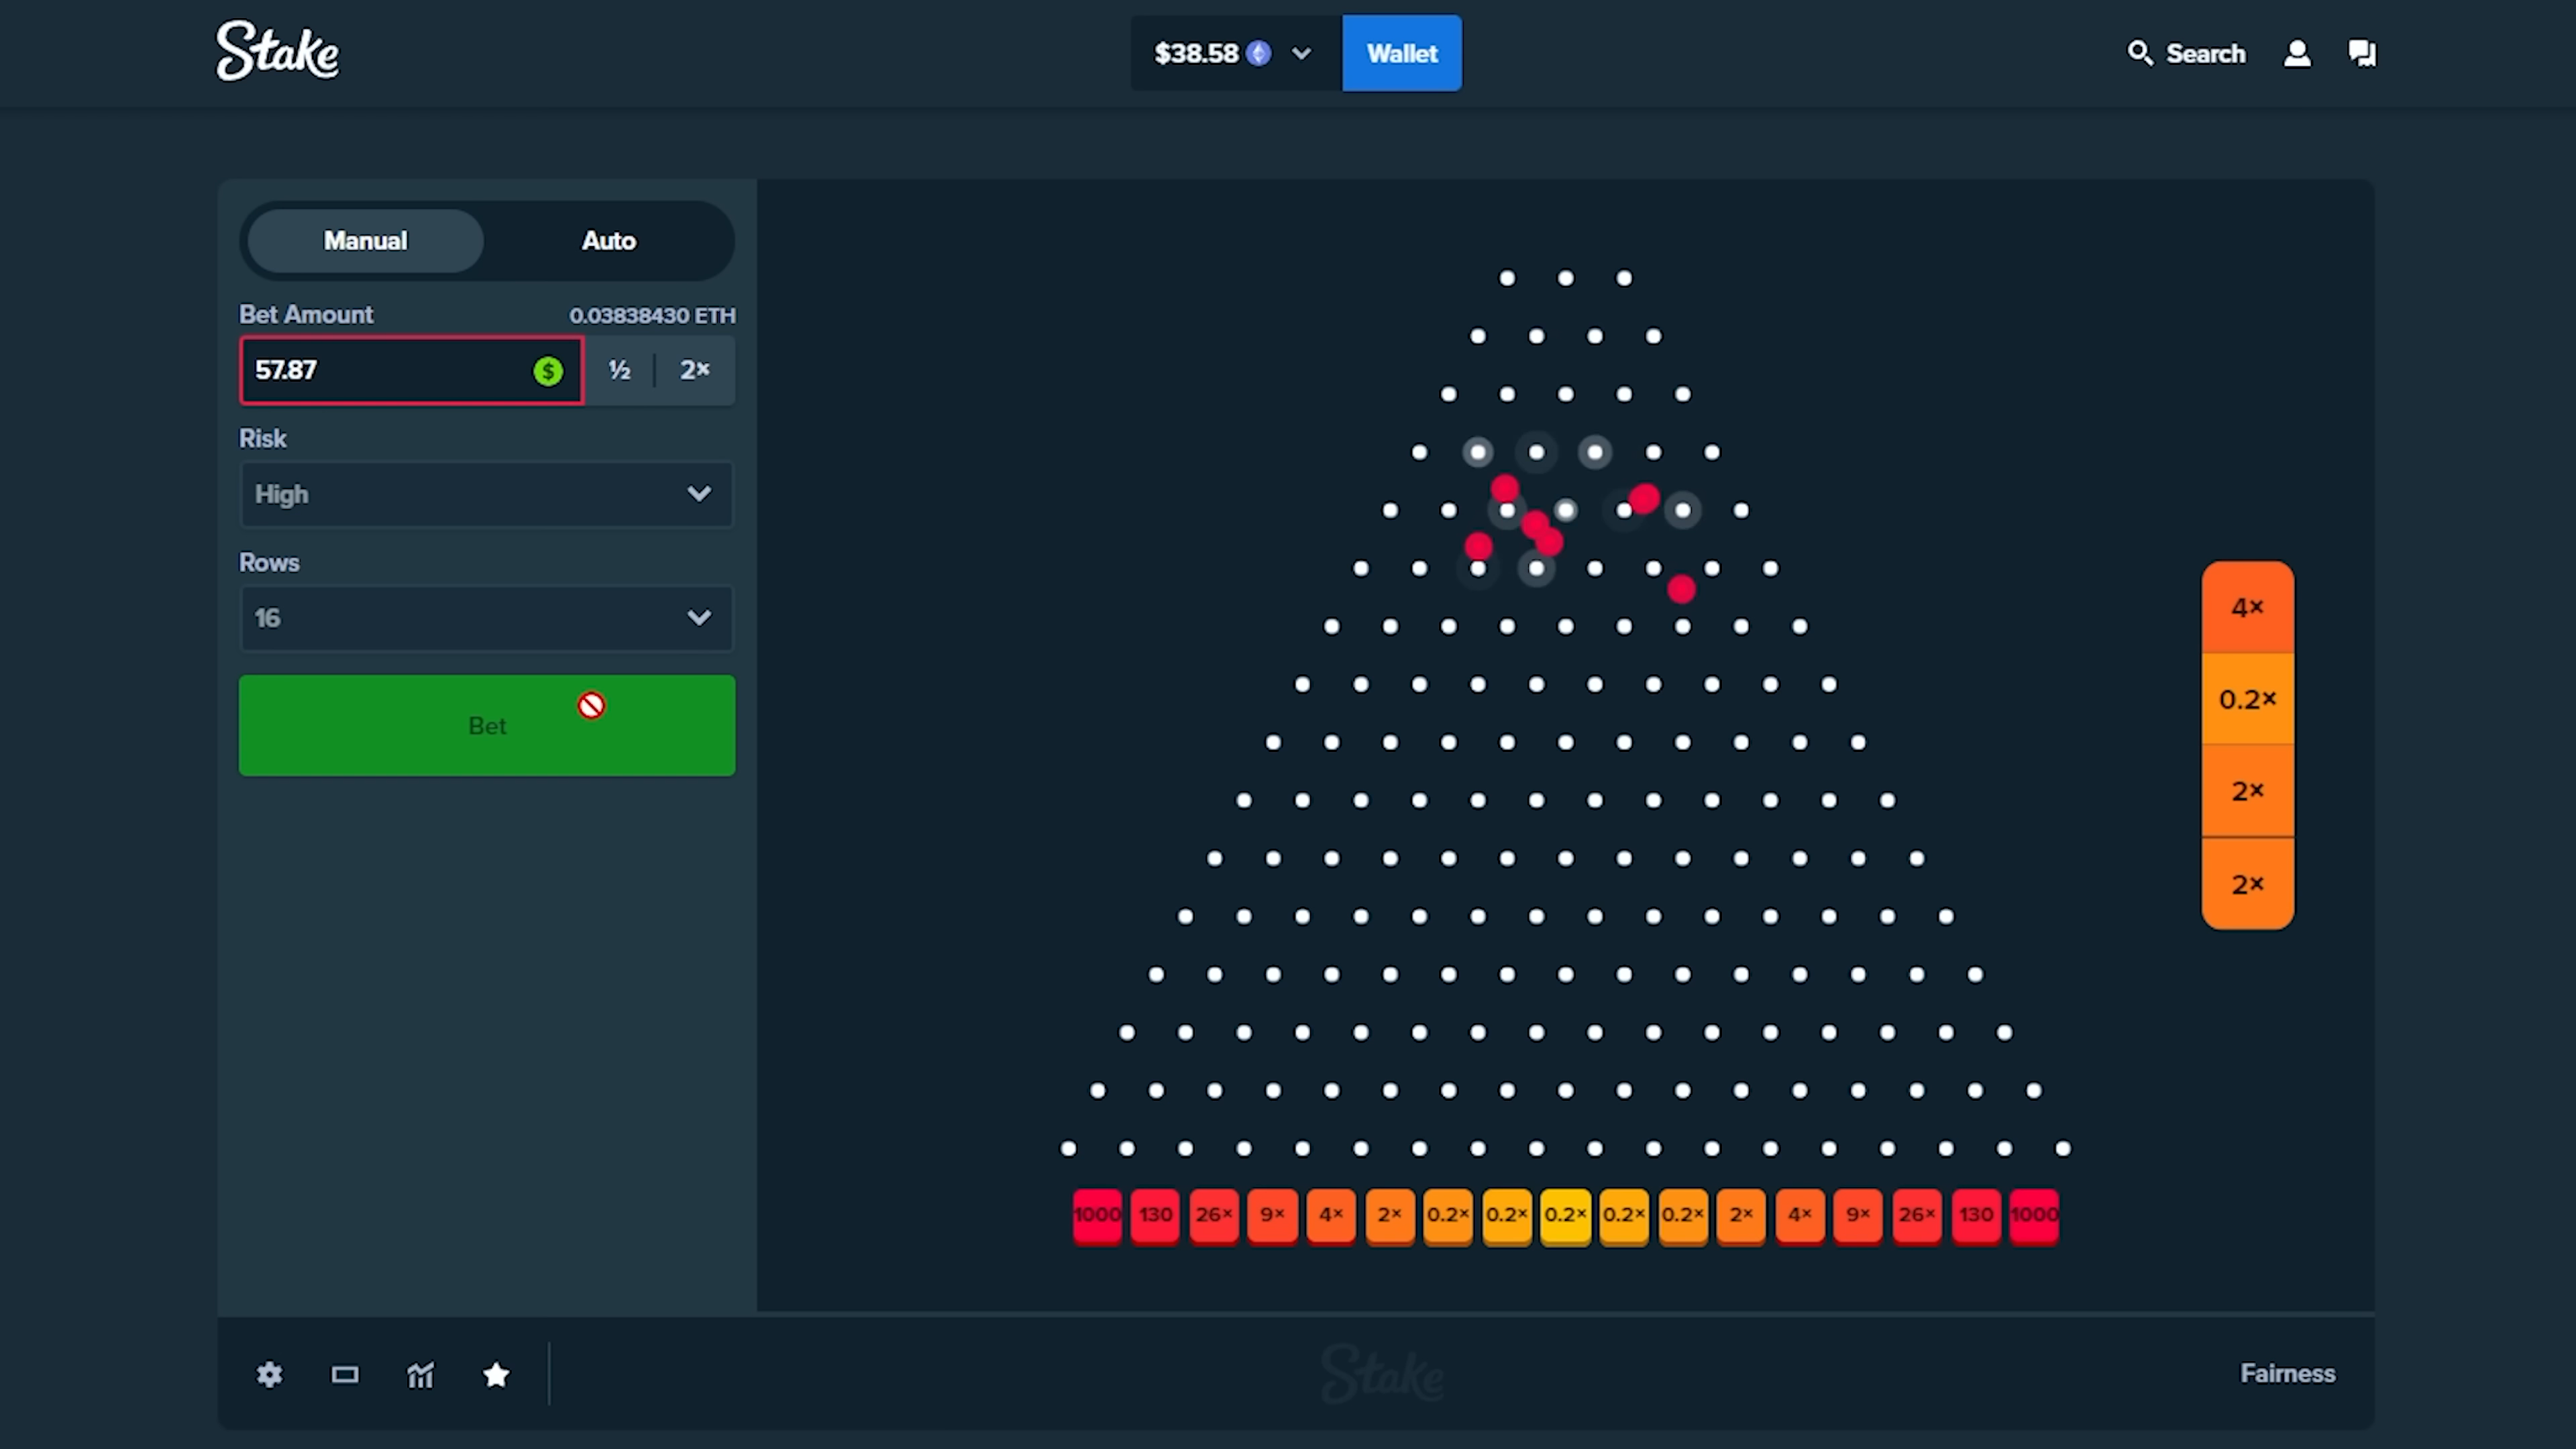 Stake
$38.58
Wallet
Search
Manual
Auto
Bet Amount
0.03838430 ETH
57.87
$
½
2×
Risk
High
Rows
16
Bet
4×
0.2×
2×
2×
1000 130 26× 9× 4× 2× 0.2× 0.2× 0.2× 0.2× 0.2× 2× 4× 9× 26× 130 1000
Stake
Fairness